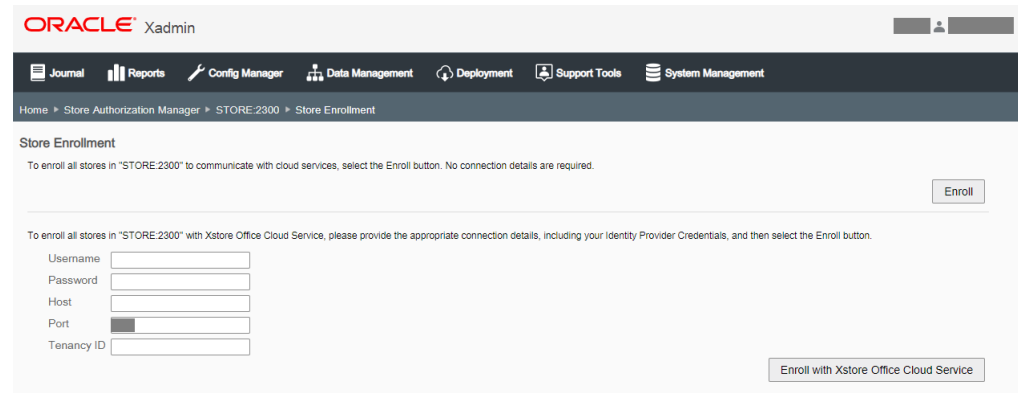 ORACLE Xadmin
Journal Reports Config Manager Data Management Deployment Support Tools System Management
Home Store Authorization Manager STORE:2300 Store Enrollment
Store Enrollment
To enroll all stores in "STORE:2300" to communicate with cloud services, select the Enroll button. No connection details are required.
Enroll
To enroll all stores in "STORE:2300" with Xstore Office Cloud Service, please provide the appropriate connection details, including your Identity Provider Credentials, and then select the Enroll button.
Username
Password
Host
Port
Tenancy ID
Enroll with Xstore Office Cloud Service